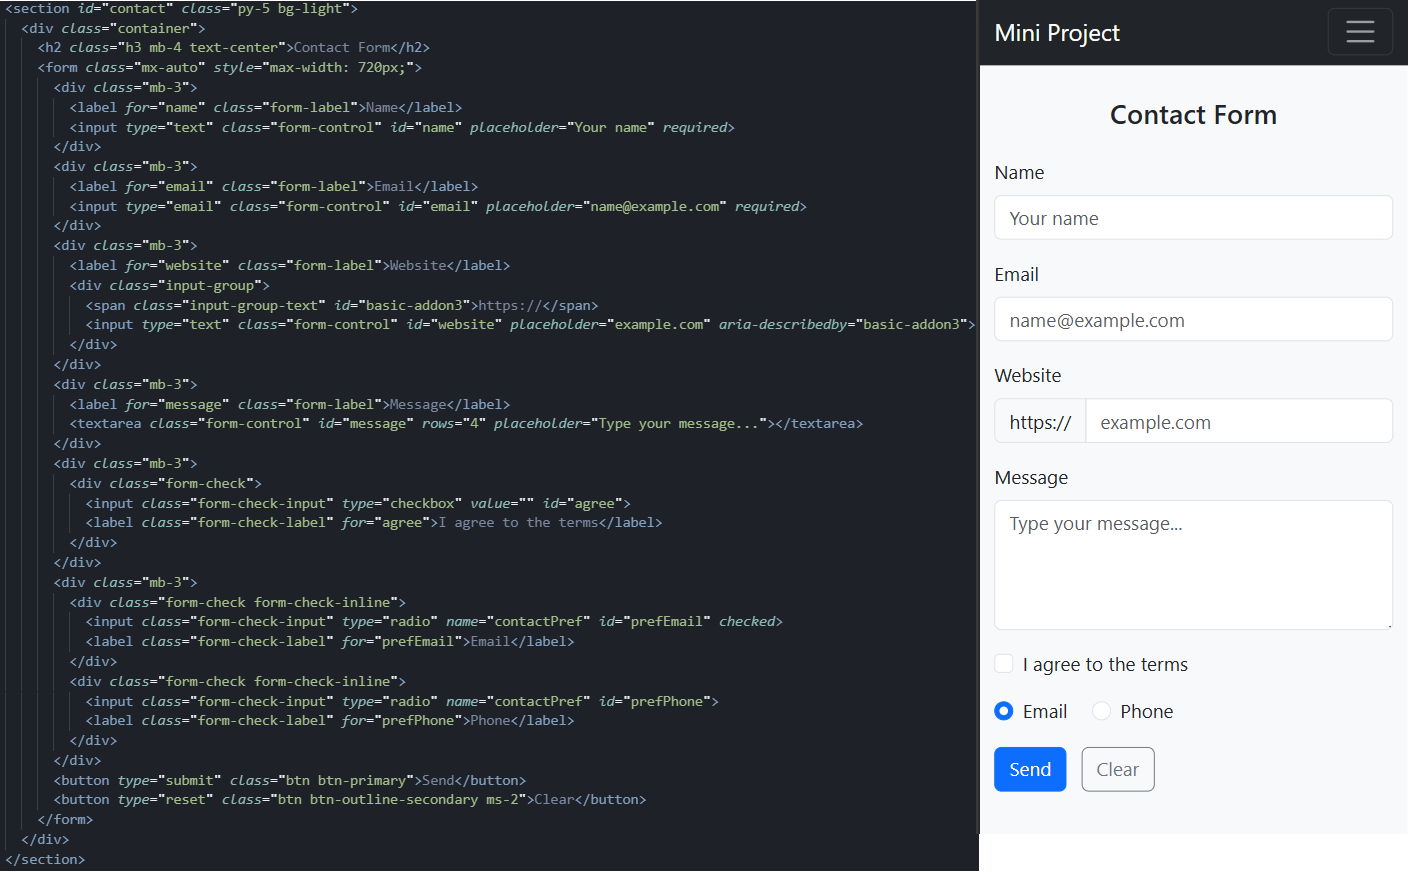 <section id="contact" class="py-5 bg-light">
<div class="container">
<h2 class="h3 mb-4 text-center">Contact Form</h2>
<form class="mx-auto" style="max-width: 720px;">
<div class="mb-3">
<label for="name" class="form-label">Name</label>
<input type="text" class="form-control" id="name" placeholder="Your name" required>
</div>
<div class="mb-3">
<label for="email" class="form-label">Email</label>
<input type="email" class="form-control" id="email" placeholder="name@example.com" required>
</div>
<div class="mb-3">
<label for="website" class="form-label">Website</label>
<div class="input-group">
<span class="input-group-text" id="basic-addon3">https://</span>
<input type="text" class="form-control" id="website" placeholder="example.com" aria-describedby="basic-addon3">
</div>
</div>
<div class="mb-3">
<label for="message" class="form-label">Message</label>
<textarea class="form-control" id="message" rows="4" placeholder="Type your message..."></textarea>
</div>
<div class="mb-3">
<div class="form-check">
<input class="form-check-input" type="checkbox" value="" id="agree">
<label class="form-check-label" for="agree">I agree to the terms</label>
</div>
</div>
<div class="mb-3">
<div class="form-check form-check-inline">
<input class="form-check-input" type="radio" name="contactPref" id="prefEmail" checked>
<label class="form-check-label" for="prefEmail">Email</label>
</div>
<div class="form-check form-check-inline">
<input class="form-check-input" type="radio" name="contactPref" id="prefPhone">
<label class="form-check-label" for="prefPhone">Phone</label>
</div>
</div>
<button type="submit" class="btn btn-primary">Send</button>
<button type="reset" class="btn btn-outline-secondary ms-2">Clear</button>
</form>
</div>
</section>
Mini Project
Contact Form
Name
Your name
Email
name@example.com
Website
https:// example.com
Message
Type your message...
I agree to the terms
Email Phone
Send Clear